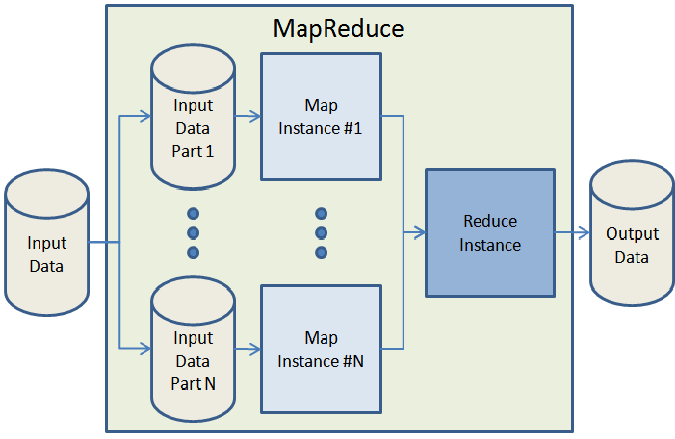 MapReduce
Input
Data
Input
Data
Part 1
Map
Instance #1
Reduce
Instance
Input
Data
Part N
Map
Instance #N
Output
Data